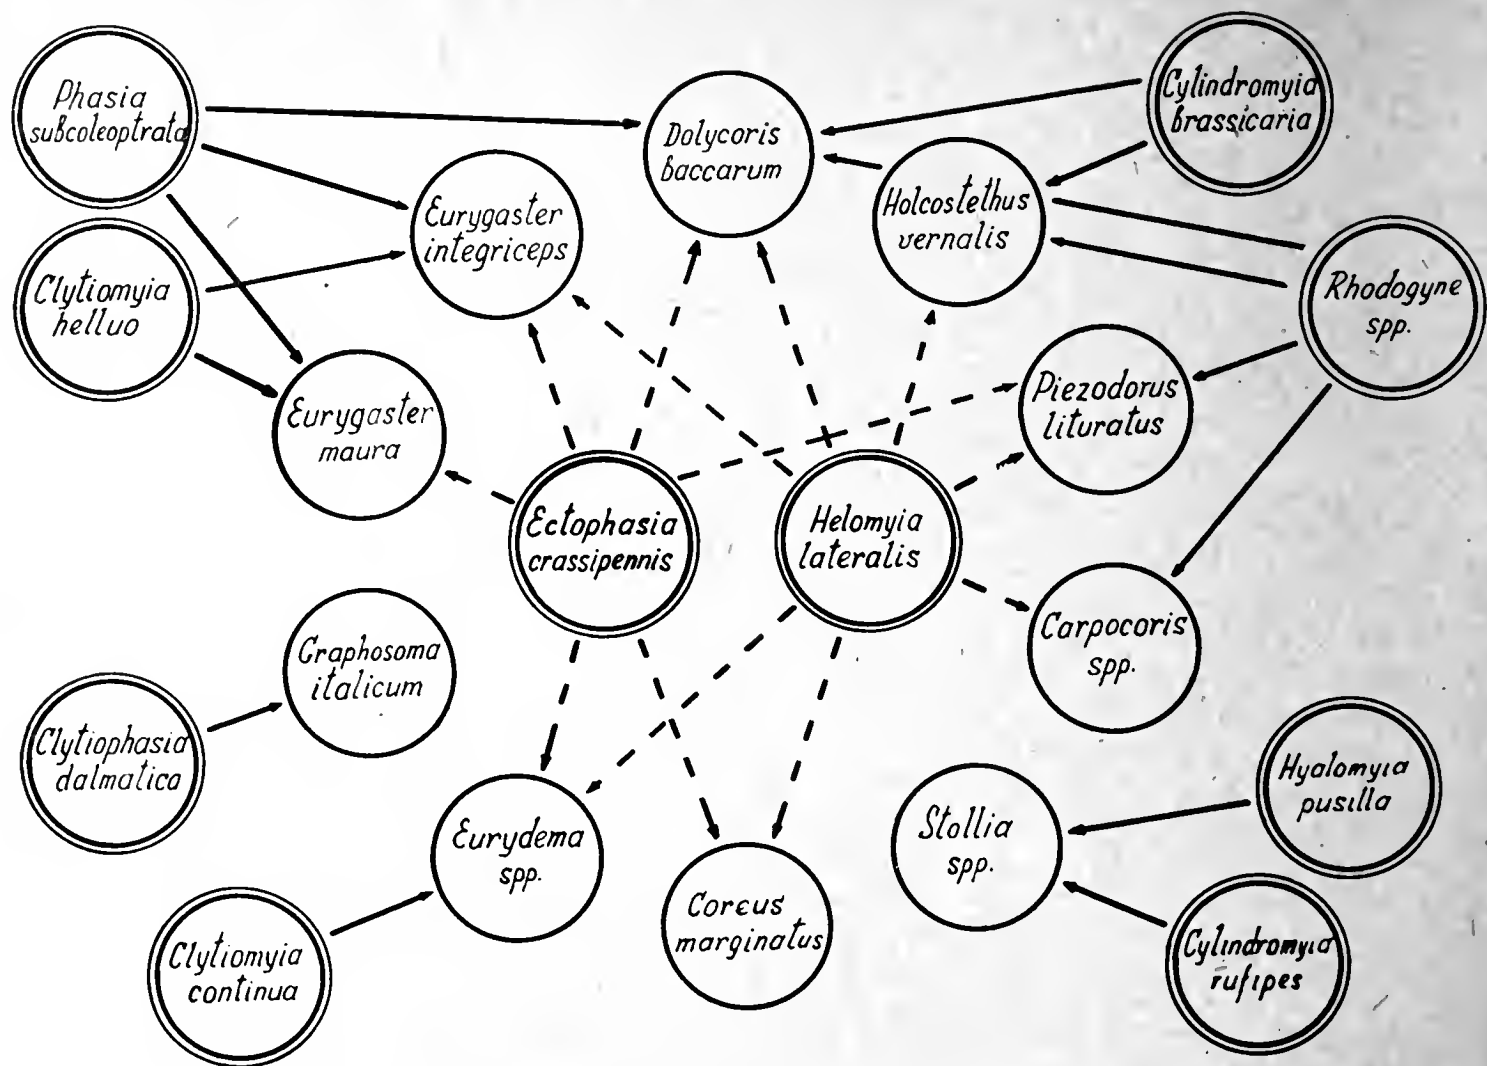 Phasia
subcoleoptrata
Cylindromyia
brassicaria
Dolycoris
baccarum
Eurygaster
integriceps
Holcostethus
vernalis
Clytiomyia
helluo
Rhodogyne
spp.
Eurygaster
maura
Piezodorus
lituratus
Ectophasia
crassipennis
Helomyia
lateralis
Graphosoma
italicum
Carpocoris
spp.
Clytiophasia
dalmatica
Hyalomyia
pusilla
Eurydema
spp.
Stollia
spp.
Coreus
marginatus
Clytiomyia
continua
Cylindromyia
rufipes